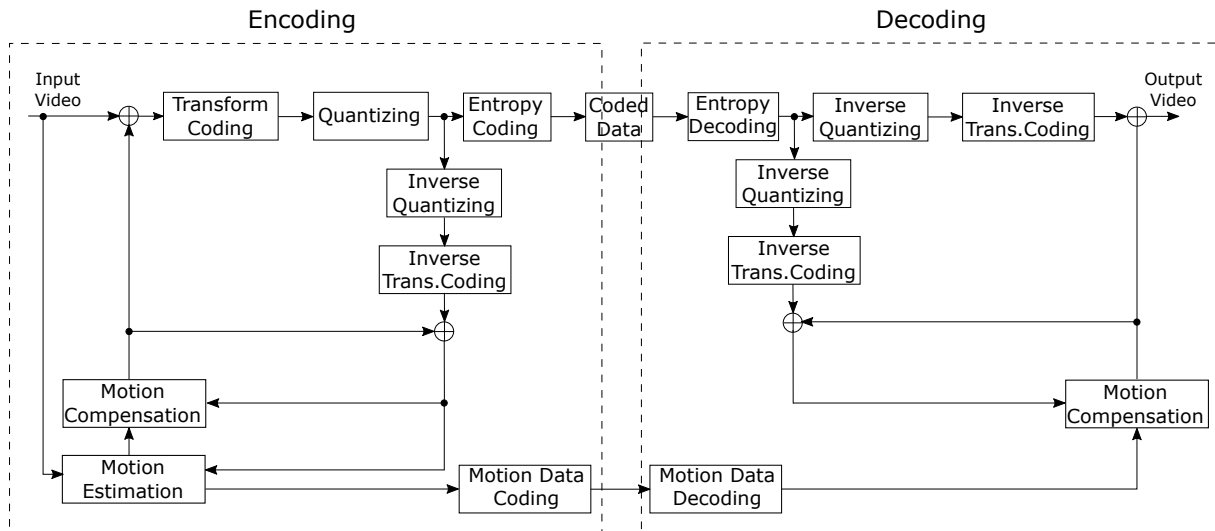 Encoding
Decoding
Input
Video
Transform
Coding
Quantizing
Entropy
Coding
Coded
Data
Entropy
Decoding
Inverse
Quantizing
Inverse
Trans.Coding
Output
Video
Inverse
Quantizing
Inverse
Trans.Coding
Inverse
Quantizing
Inverse
Trans.Coding
Motion
Compensation
Motion
Estimation
Motion Data
Coding
Motion Data
Decoding
Motion
Compensation